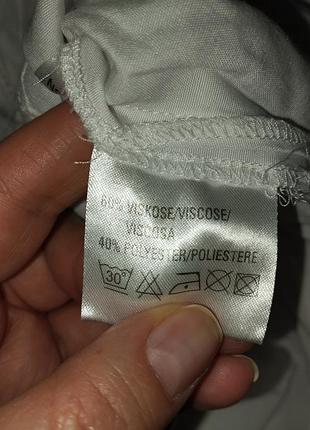 60% VISKOSE/VISCOSE/
VISCOSA
40% POLYESTER/POLIESTERE
30°